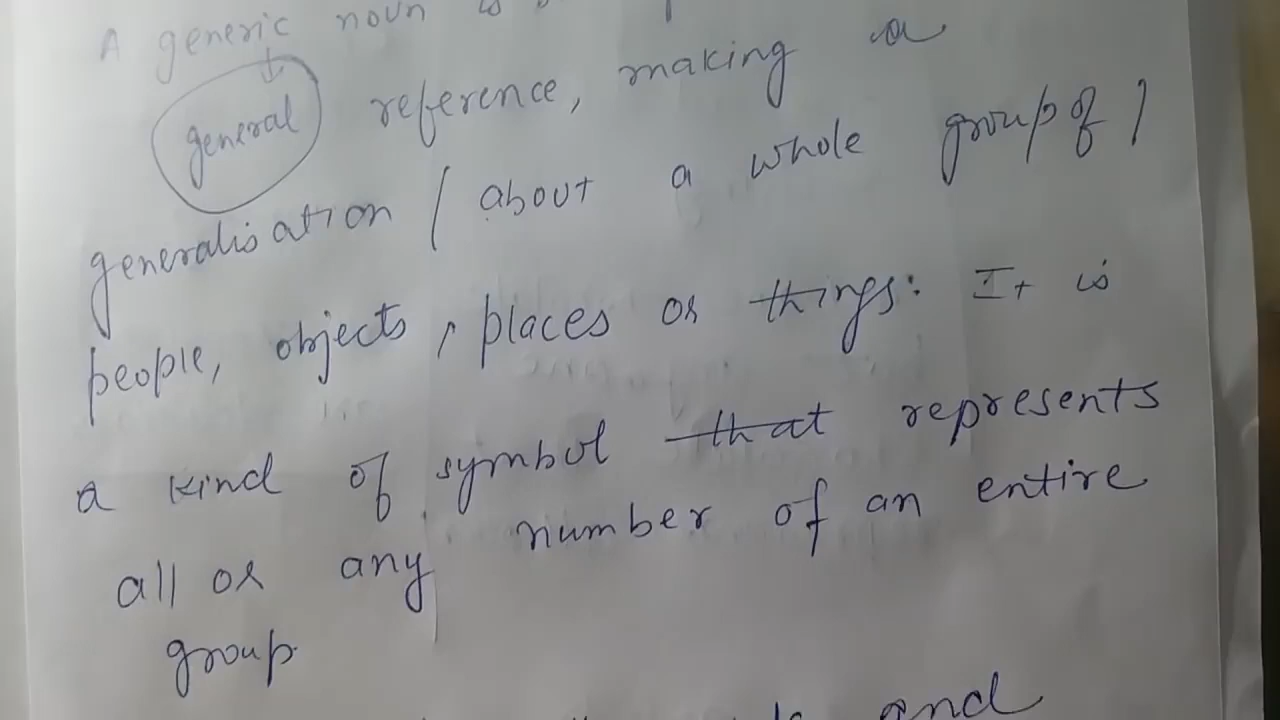 A generic noun is
general reference, making a
generalisation / about a whole group of /
people, objects, places or things: It is
a kind of symbol that represents
all or any number of an entire
group
and